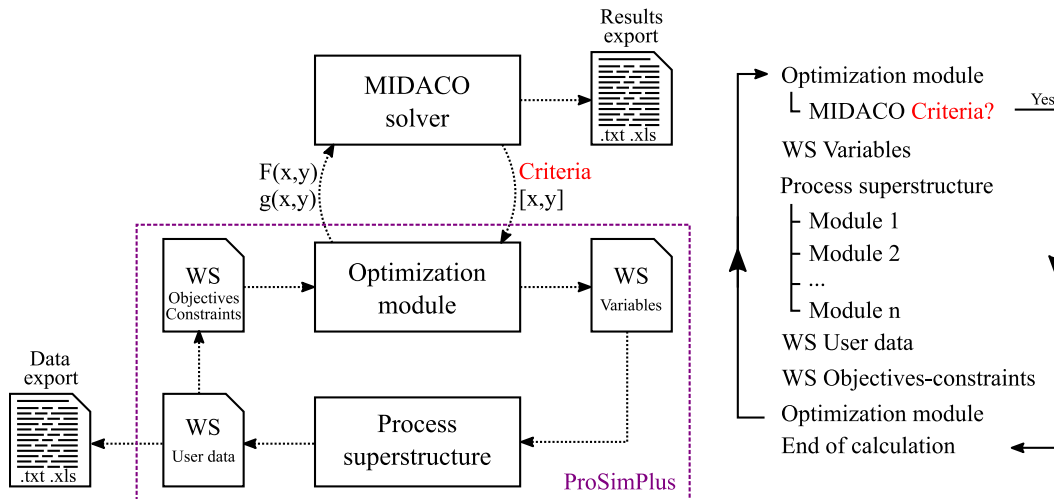 Results
export
MIDACO
solver
.txt .xls
F(x,y)
g(x,y)
Criteria
[x,y]
WS
Objectives
Constraints
Optimization
module
WS
Variables
Data
export
.txt .xls
WS
User data
Process
superstructure
ProSimPlus
Optimization module
MIDACO Criteria?
Yes
WS Variables
Process superstructure
Module 1
Module 2
...
Module n
WS User data
WS Objectives-constraints
Optimization module
End of calculation